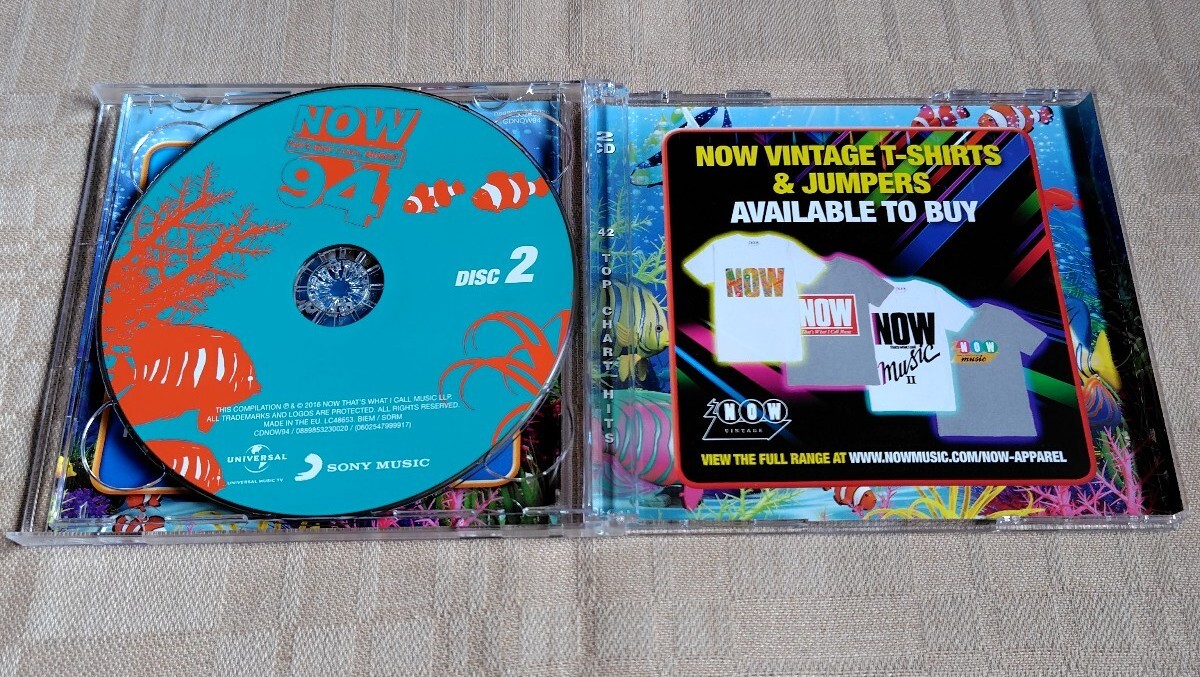 NOW
THAT'S WHAT I CALL MUSIC
94
DISC 2
THIS COMPILATION ℗ & © 2016 NOW THAT'S WHAT I CALL MUSIC LLP.
ALL TRADEMARKS AND LOGOS ARE PROTECTED. ALL RIGHTS RESERVED.
MADE IN THE EU. LC48653. BIEM / SDRM
CDNOW94 / 0889853230020 / (0602547999917)
UNIVERSAL
UNIVERSAL MUSIC TV
SONY MUSIC
CDNOW94
2
CD
42 TOP CHART HITS
NOW VINTAGE T-SHIRTS
& JUMPERS
AVAILABLE TO BUY
NOW
NOW
That's What I Call Music
NOW
music
II
NOW
music
NOW
VINTAGE
VIEW THE FULL RANGE AT WWW.NOWMUSIC.COM/NOW-APPAREL